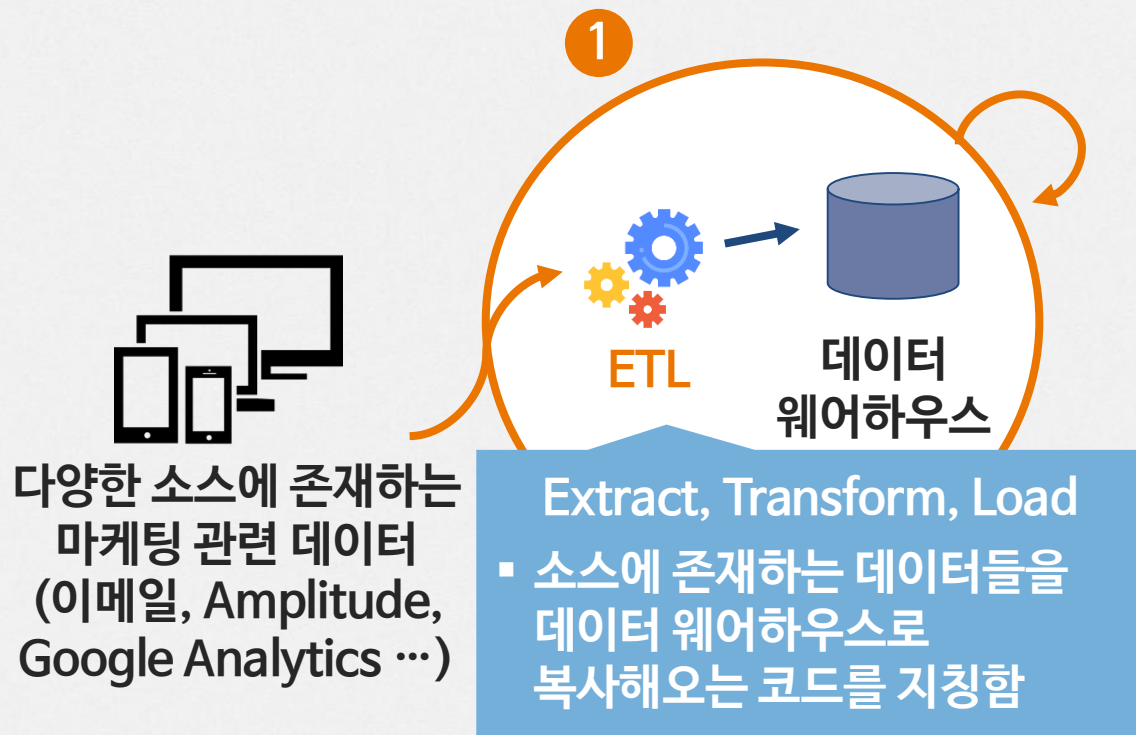 1
ETL
데이터
웨어하우스
다양한 소스에 존재하는
마케팅 관련 데이터
(이메일, Amplitude,
Google Analytics …)
Extract, Transform, Load
▪ 소스에 존재하는 데이터들을
데이터 웨어하우스로
복사해오는 코드를 지칭함